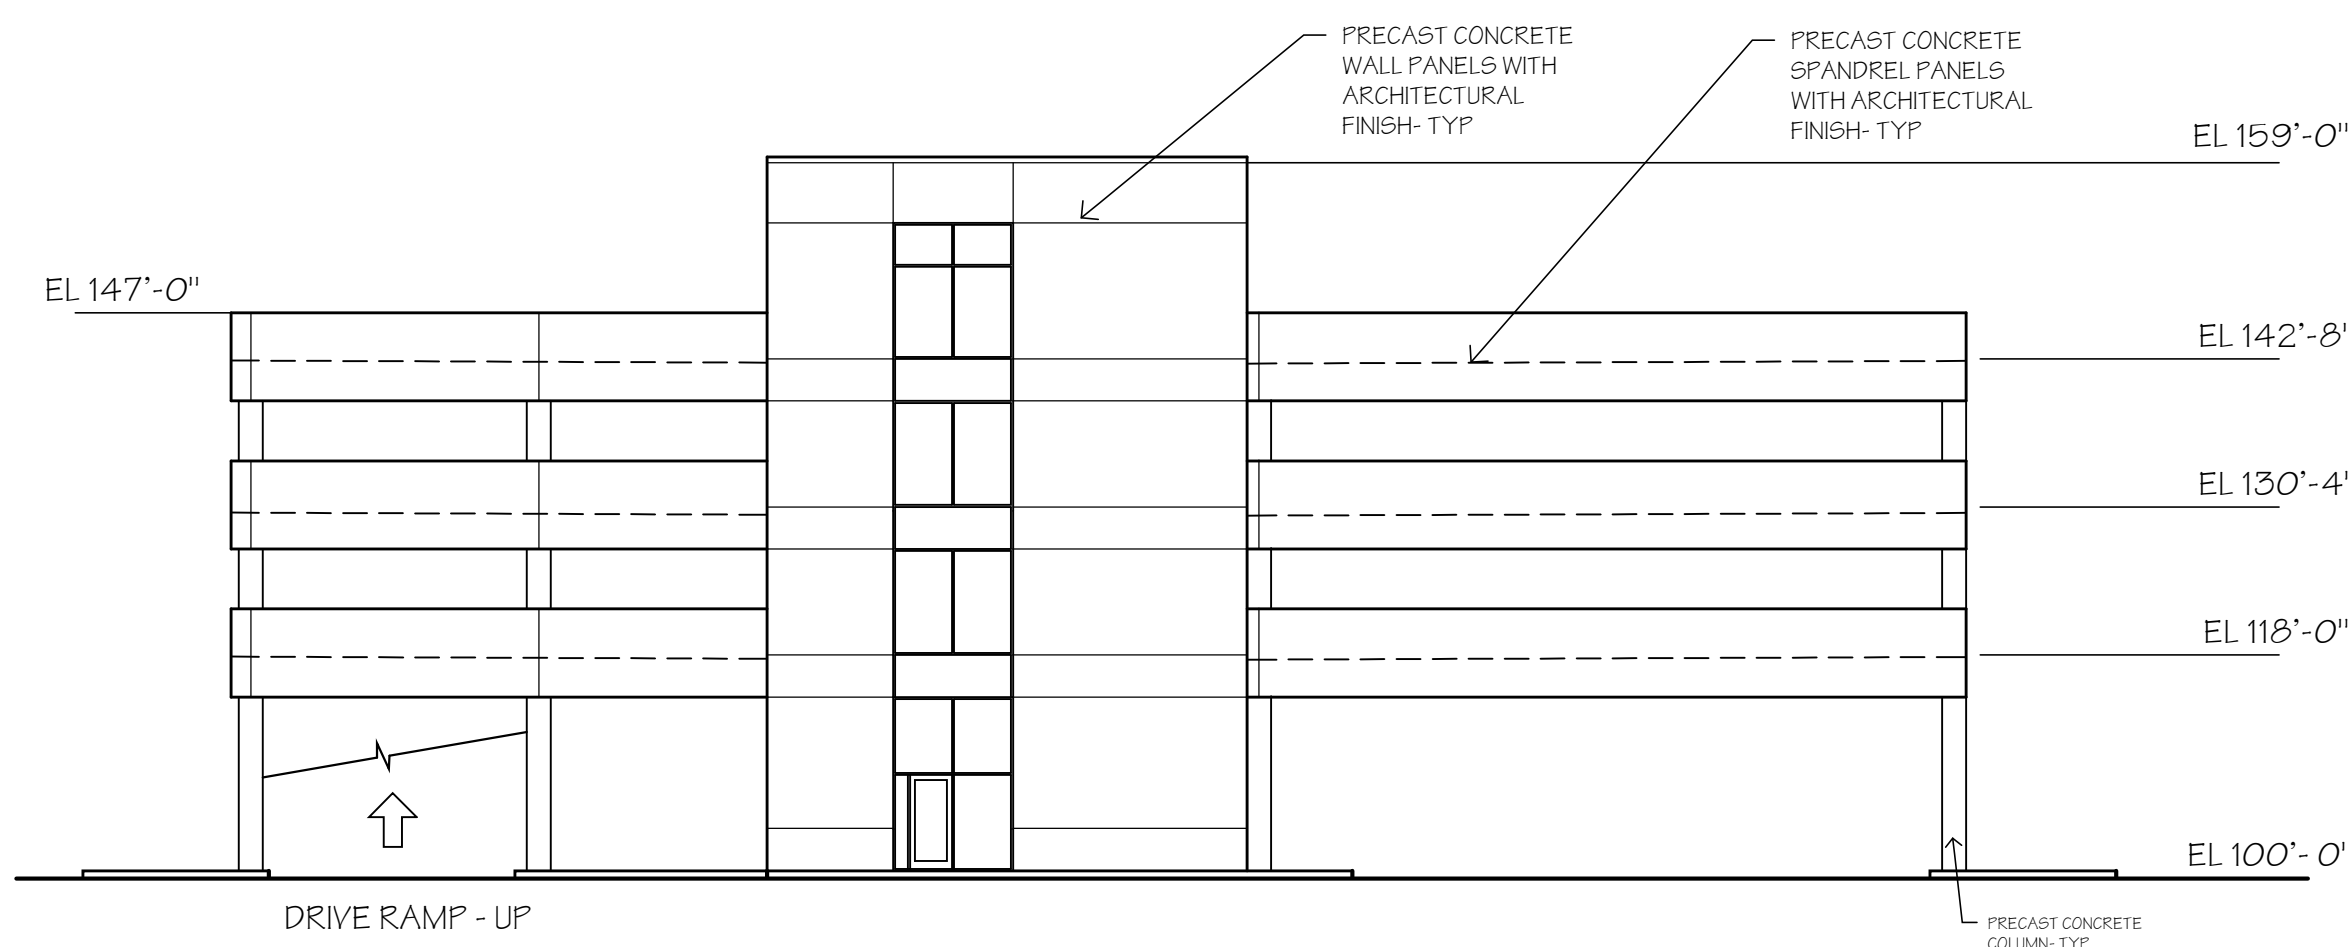 PRECAST CONCRETE
WALL PANELS WITH
ARCHITECTURAL
FINISH- TYP
PRECAST CONCRETE
SPANDREL PANELS
WITH ARCHITECTURAL
FINISH- TYP
EL 159'-0"
EL 147'-0"
EL 142'-8'
EL 130'-4'
EL 118'-0"
EL 100'- 0'
DRIVE RAMP - UP
PRECAST CONCRETE
COLUMN- TYP